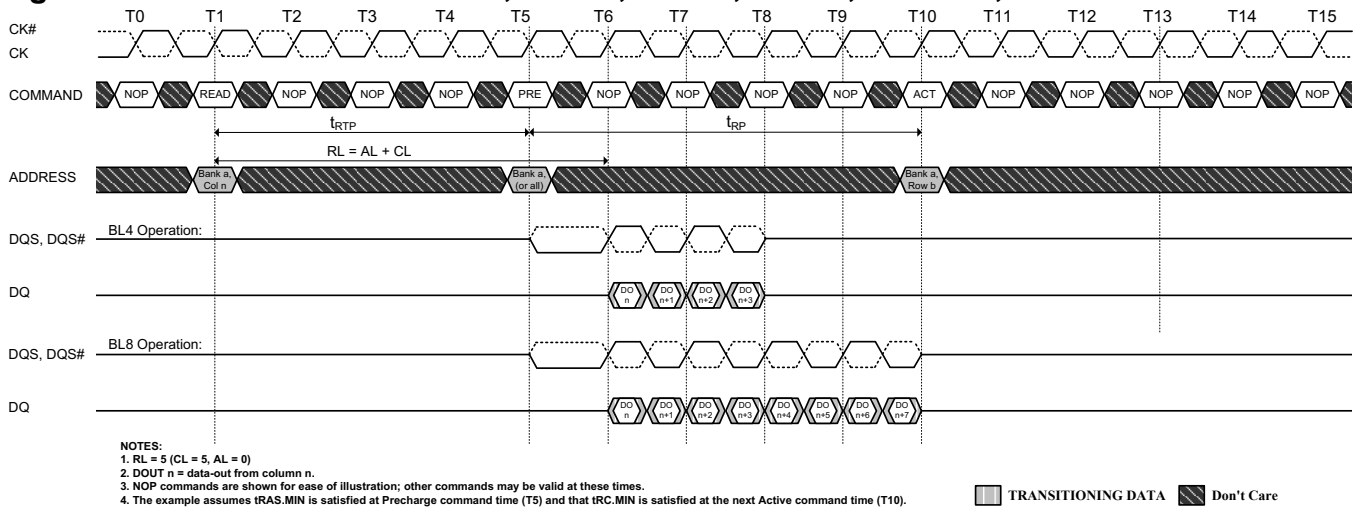 T0 T1 T2 T3 T4 T5 T6 T7 T8 T9 T10 T11 T12 T13 T14 T15
CK#
CK
COMMAND NOP READ NOP NOP NOP PRE NOP NOP NOP NOP ACT NOP NOP NOP NOP NOP
tRTP tRP
RL = AL + CL
ADDRESS
Bank a, Col n
Bank a, (or all)
Bank a, Row b
BL4 Operation:
DQS, DQS#
DQ
DO n DO n+1 DO n+2 DO n+3
BL8 Operation:
DQS, DQS#
DQ
DO n DO n+1 DO n+2 DO n+3 DO n+4 DO n+5 DO n+6 DO n+7
NOTES:
1. RL = 5 (CL = 5, AL = 0)
2. DOUT n = data-out from column n.
3. NOP commands are shown for ease of illustration; other commands may be valid at these times.
4. The example assumes tRAS.MIN is satisfied at Precharge command time (T5) and that tRC.MIN is satisfied at the next Active command time (T10).
TRANSITIONING DATA Don't Care